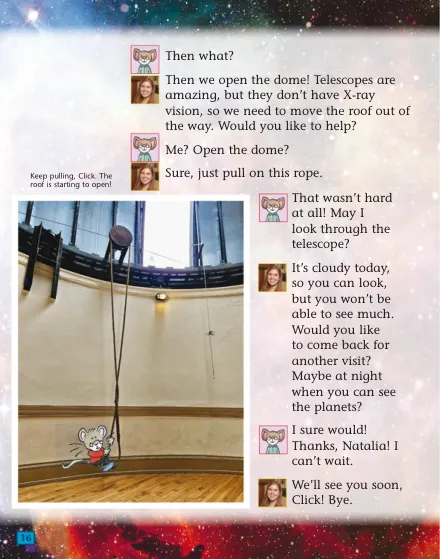 Then what?
Then we open the dome! Telescopes are
amazing, but they don't have X-ray
vision, so we need to move the roof out of
the way. Would you like to help?
Me? Open the dome?
Sure, just pull on this rope.
Keep pulling, Click. The
roof is starting to open!
That wasn't hard
at all! May I
look through the
telescope?
It's cloudy today,
so you can look,
but you won't be
able to see much.
Would you like
to come back for
another visit?
Maybe at night
when you can see
the planets?
I sure would!
Thanks, Natalia! I
can't wait.
We'll see you soon,
Click! Bye.
16